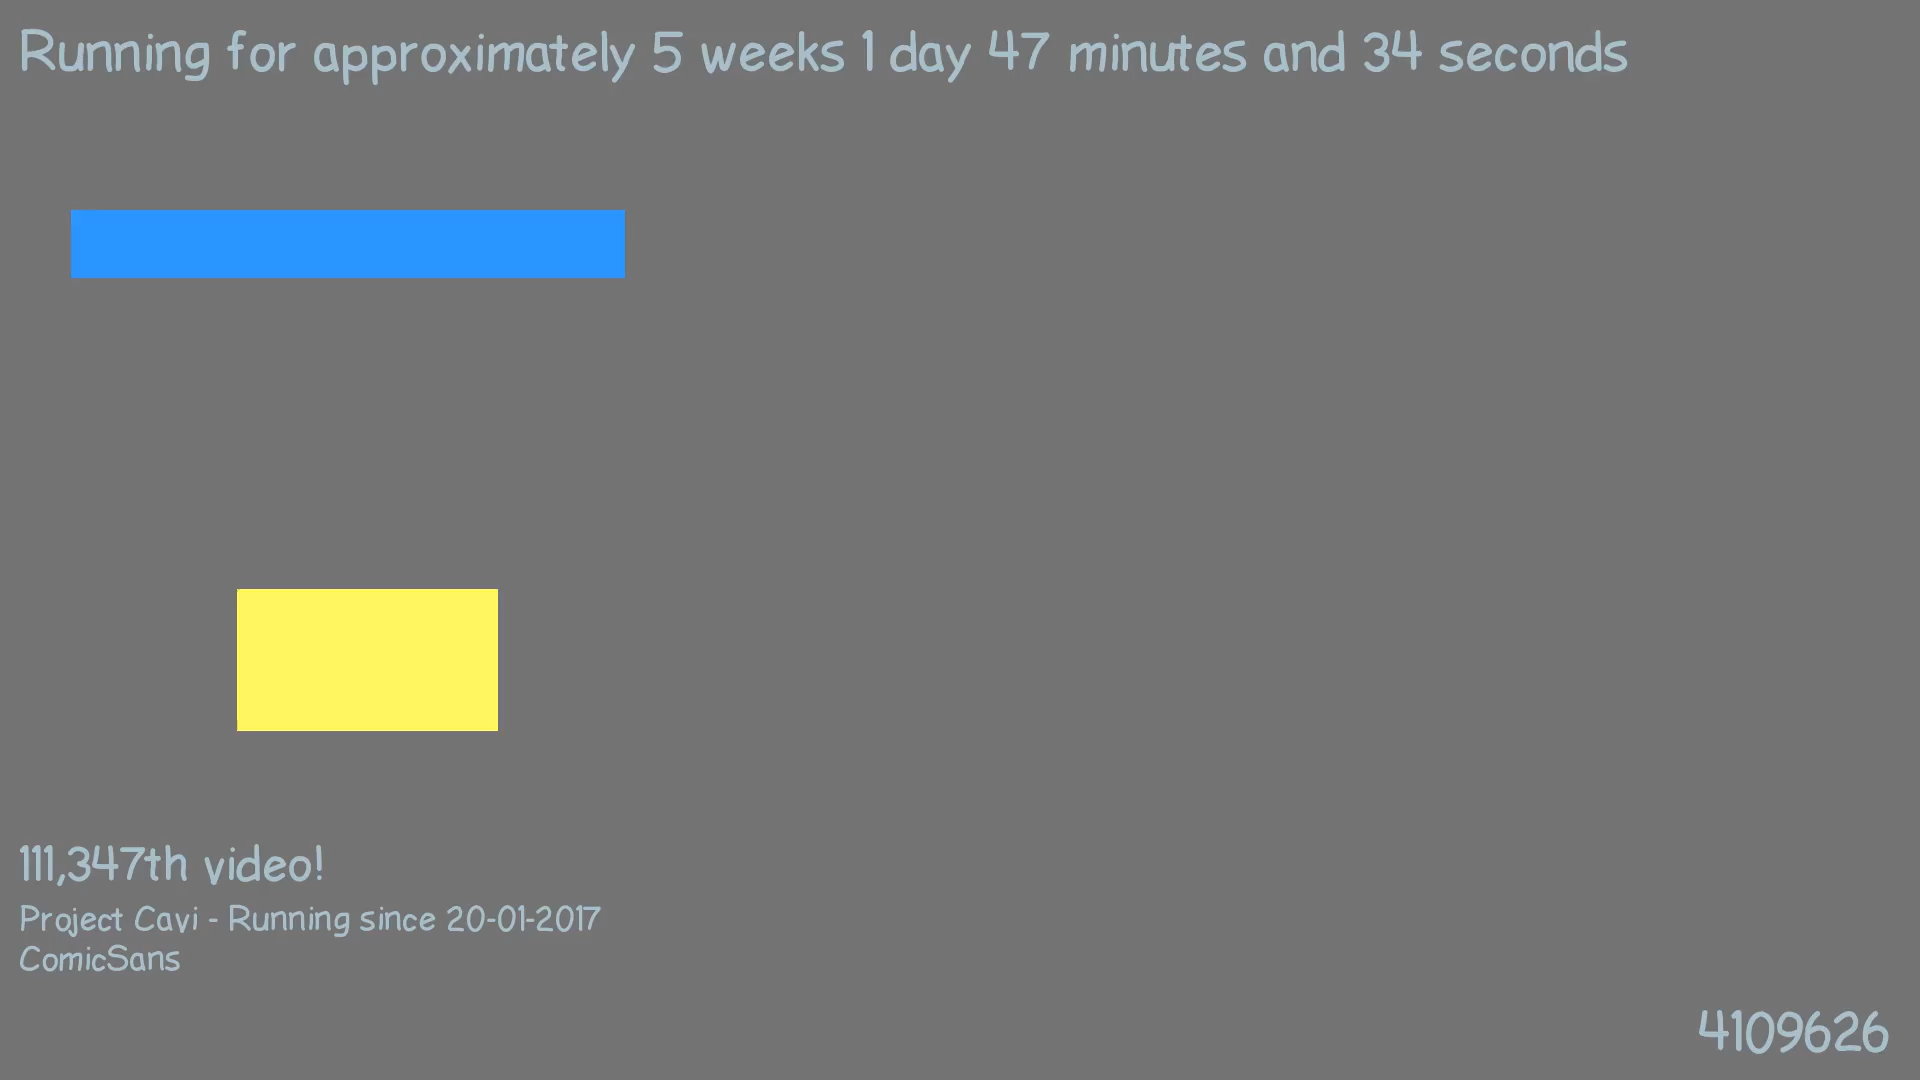 Running for approximately 5 weeks 1 day 47 minutes and 34 seconds
111,347th video!
Project Cavi - Running since 20-01-2017
ComicSans
4109626